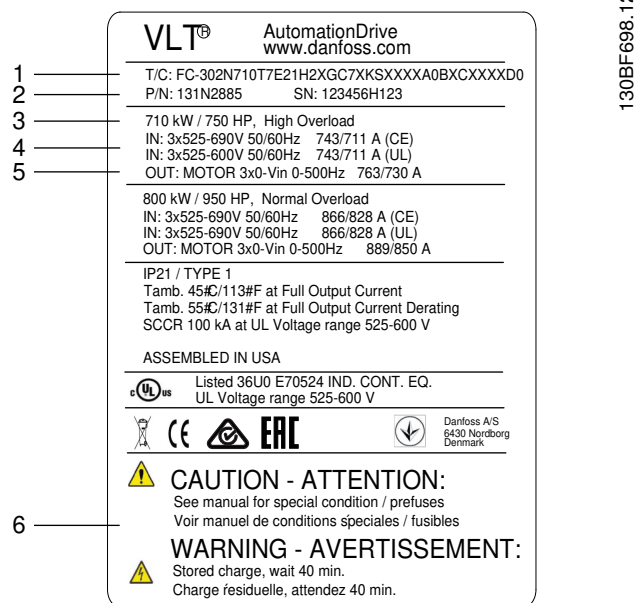 VLT® AutomationDrive
www.danfoss.com
1
T/C: FC-302N710T7E21H2XGC7XKSXXXXA0BXCXXXXD0
2
P/N: 131N2885 SN: 123456H123
3
710 kW / 750 HP, High Overload
4
IN: 3x525-690V 50/60Hz 743/711 A (CE)
IN: 3x525-600V 50/60Hz 743/711 A (UL)
5
OUT: MOTOR 3x0-Vin 0-500Hz 763/730 A
800 kW / 950 HP, Normal Overload
IN: 3x525-690V 50/60Hz 866/828 A (CE)
IN: 3x525-690V 50/60Hz 866/828 A (UL)
OUT: MOTOR 3x0-Vin 0-500Hz 889/850 A
IP21 / TYPE 1
Tamb. 45#C/113#F at Full Output Current
Tamb. 55#C/131#F at Full Output Current Derating
SCCR 100 kA at UL Voltage range 525-600 V
ASSEMBLED IN USA
c UL us Listed 36U0 E70524 IND. CONT. EQ.
UL Voltage range 525-600 V
CE EAC
Danfoss A/S
6430 Nordborg
Denmark
CAUTION - ATTENTION:
See manual for special condition / prefuses
Voir manuel de conditions śpeciales / fusibles
6
WARNING - AVERTISSEMENT:
Stored charge, wait 40 min.
Charge ŕesiduelle, attendez 40 min.